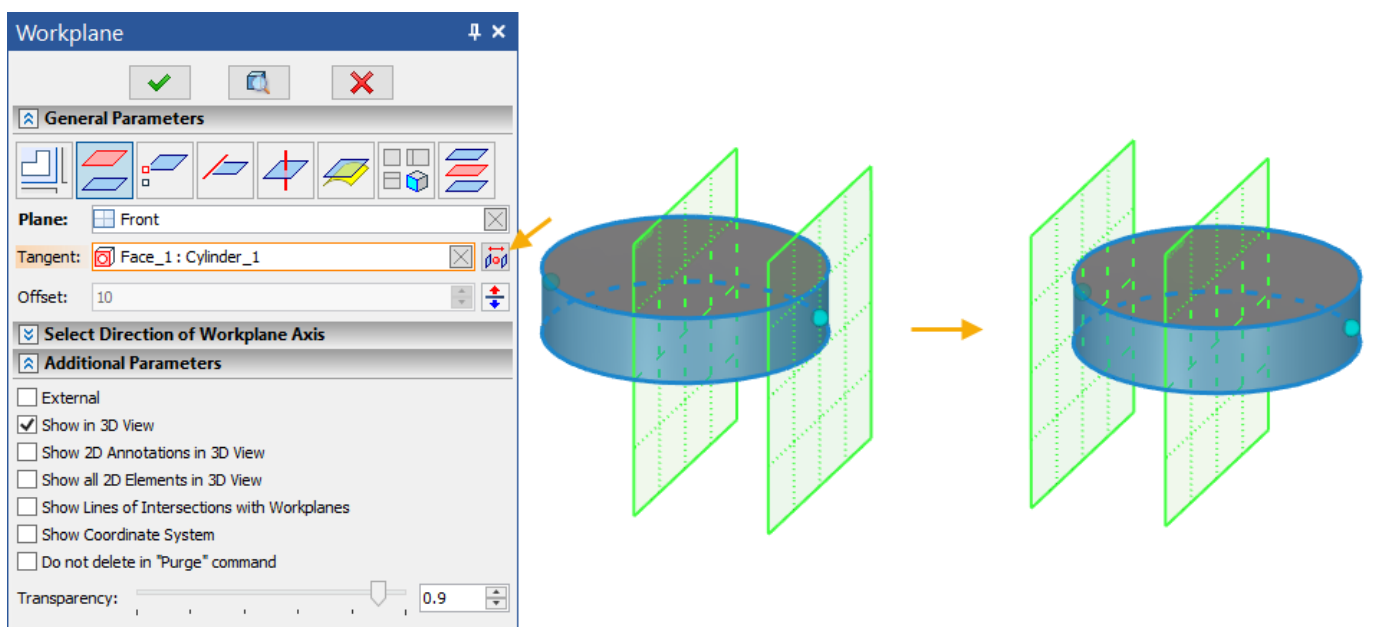 Workplane
General Parameters
Plane: Front
Tangent: Face_1 : Cylinder_1
Offset: 10
Select Direction of Workplane Axis
Additional Parameters
External
Show in 3D View
Show 2D Annotations in 3D View
Show all 2D Elements in 3D View
Show Lines of Intersections with Workplanes
Show Coordinate System
Do not delete in "Purge" command
Transparency: 0.9